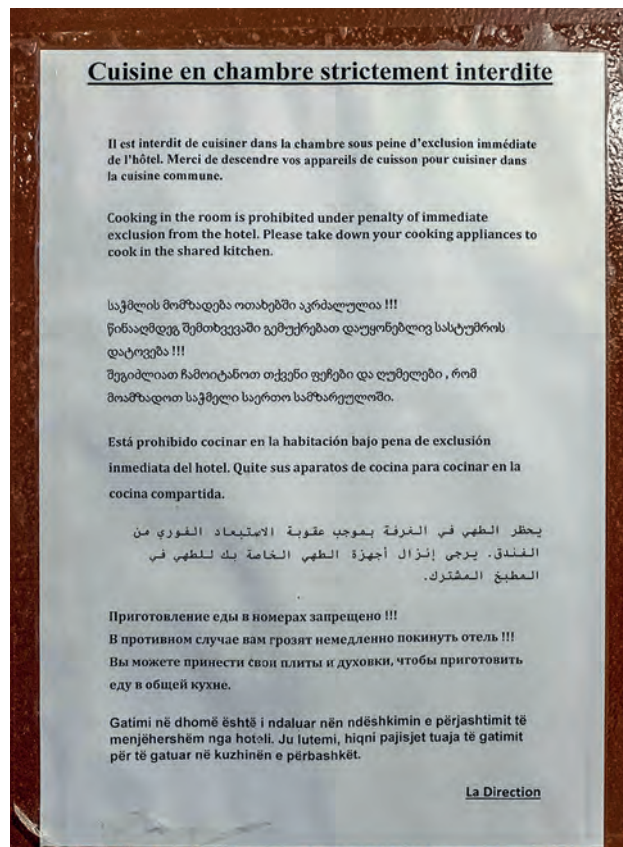 Cuisine en chambre strictement interdite
Il est interdit de cuisiner dans la chambre sous peine d'exclusion immédiate
de l'hôtel. Merci de descendre vos appareils de cuisson pour cuisiner dans
la cuisine commune.
Cooking in the room is prohibited under penalty of immediate
exclusion from the hotel. Please take down your cooking appliances to
cook in the shared kitchen.
საჭმლის მომზადება ოთახებში აკრძალულია !!!
წინააღმდეგ შემთხვევაში გემუქრებათ დაუყონებლივ სასტუმროს
დატოვება !!!
შეგიძლიათ ჩამოიტანოთ თქვენი ფეჩები და ღუმელები , რომ
მოამზადოთ საჭმელი საერთო სამზარეულოში.
Está prohibido cocinar en la habitación bajo pena de exclusión
inmediata del hotel. Quite sus aparatos de cocina para cocinar en la
cocina compartida.
يحظر الطهي في الغرفة بموجب عقوبة الاستبعاد الفوري من
الفندق. يرجى إنزال أجهزة الطهي الخاصة بك للطهي في
المطبخ المشترك.
Приготовление еды в номерах запрещено !!!
В противном случае вам грозят немедленно покинуть отель !!!
Вы можете принести свои плиты и духовки, чтобы приготовить
еду в общей кухне.
Gatimi në dhomë është i ndaluar nën ndëshkimin e përjashtimit të
menjëhershëm nga hoteli. Ju lutemi, hiqni pajisjet tuaja të gatimit
për të gatuar në kuzhinën e përbashkët.
La Direction